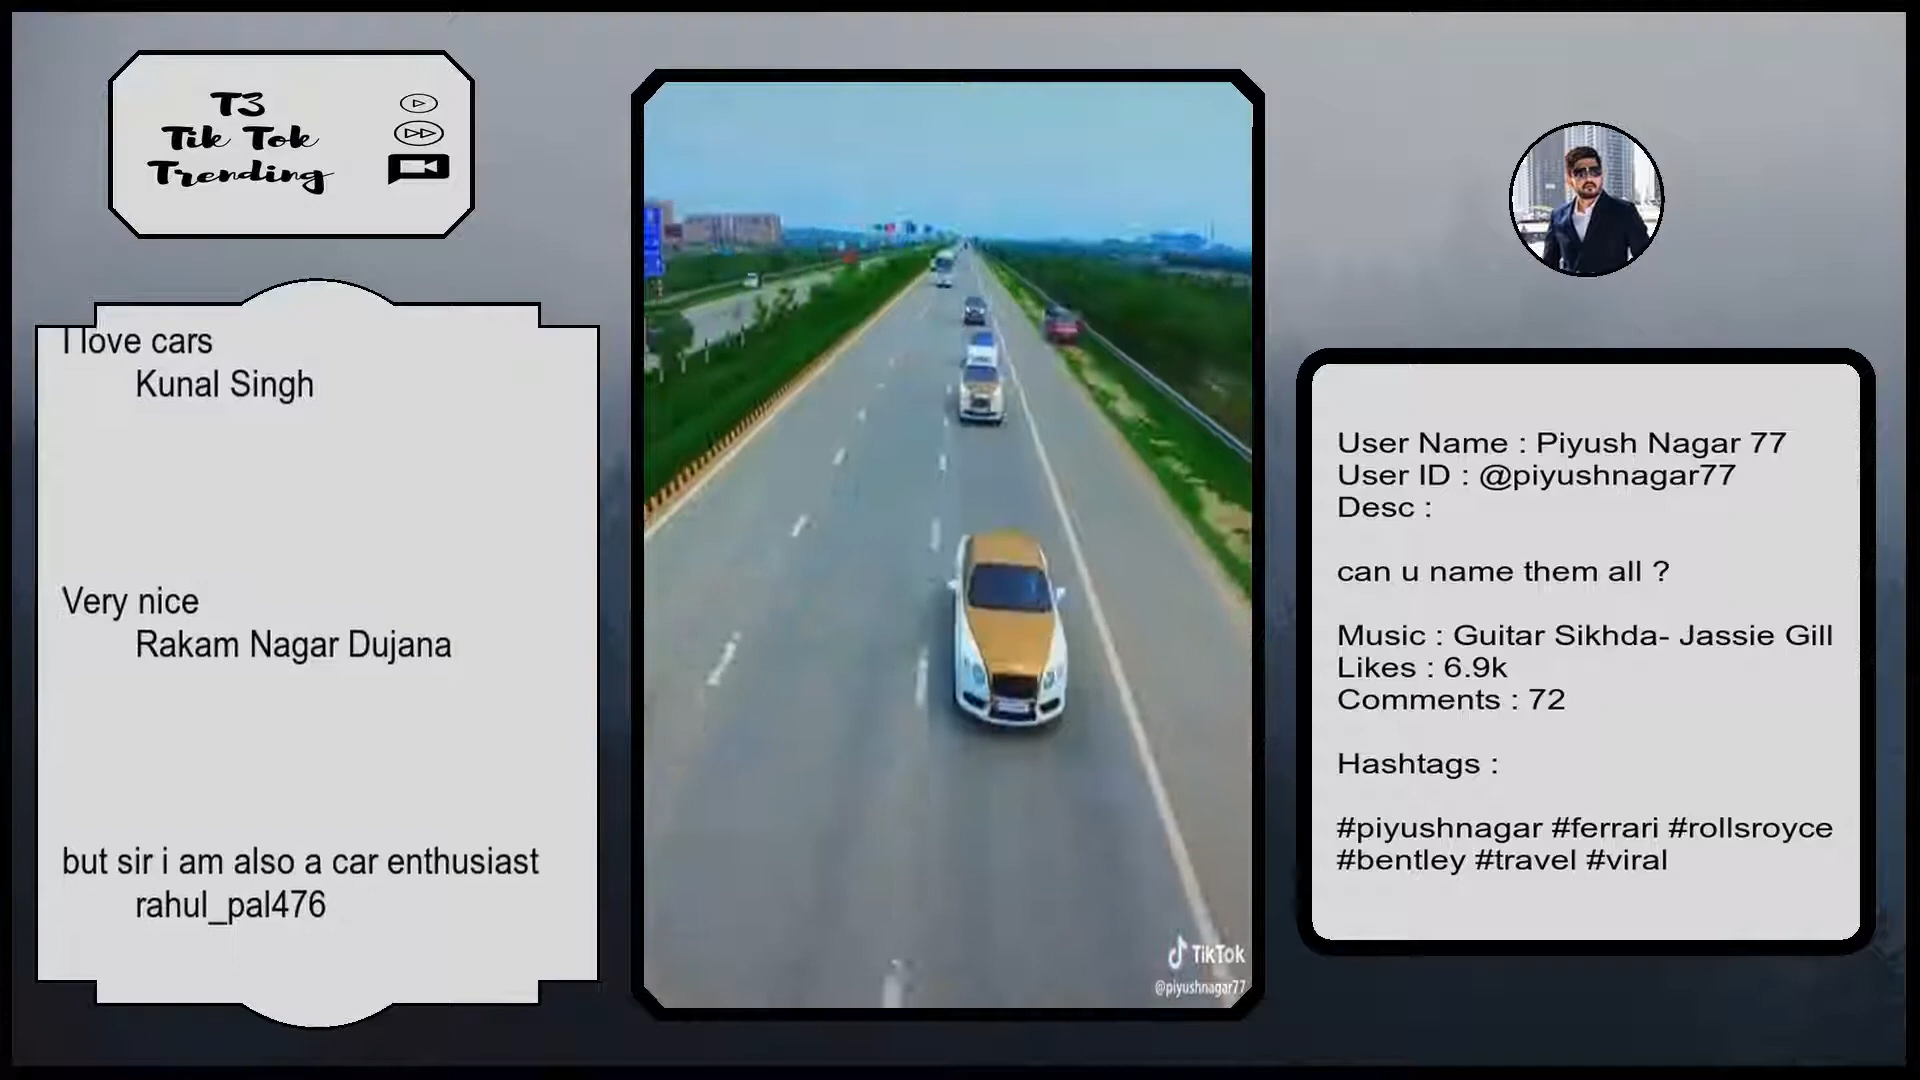 T3
Tik Tok
Trending
I love cars
Kunal Singh
Very nice
Rakam Nagar Dujana
but sir i am also a car enthusiast
rahul_pal476
TikTok
@piyushnagar77
User Name : Piyush Nagar 77
User ID : @piyushnagar77
Desc :
can u name them all ?
Music : Guitar Sikhda- Jassie Gill
Likes : 6.9k
Comments : 72
Hashtags :
#piyushnagar #ferrari #rollsroyce
#bentley #travel #viral